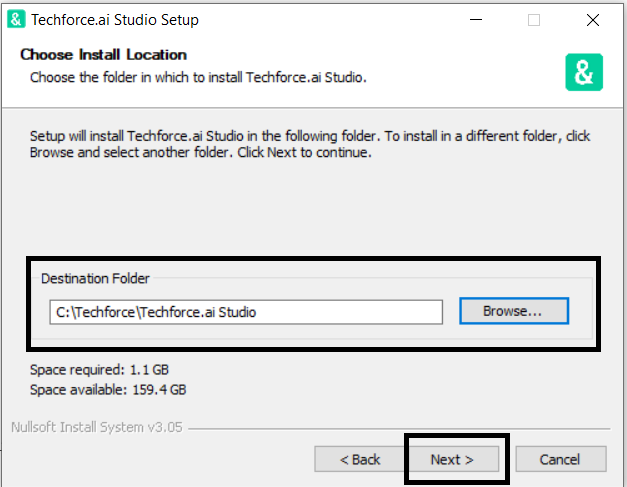 & Techforce.ai Studio Setup
Choose Install Location
Choose the folder in which to install Techforce.ai Studio.
&
Setup will install Techforce.ai Studio in the following folder. To install in a different folder, click
Browse and select another folder. Click Next to continue.
Destination Folder
C:\Techforce\Techforce.ai Studio
Browse...
Space required: 1.1 GB
Space available: 159.4 GB
Nullsoft Install System v3.05
< Back Next > Cancel